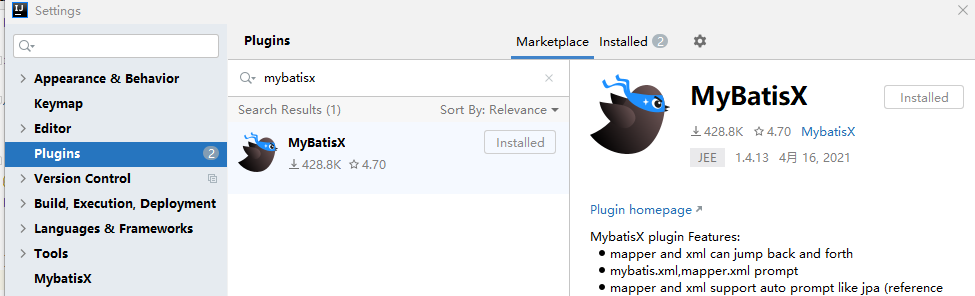 IJ Settings
Plugins
Marketplace Installed 2
Appearance & Behavior
Keymap
Editor
Plugins 2
Version Control
Build, Execution, Deployment
Languages & Frameworks
Tools
MybatisX
mybatisx
Search Results (1) Sort By: Relevance
MyBatisX
428.8K 4.70
Installed
MyBatisX
Installed
428.8K 4.70 MybatisX
JEE 1.4.13 4月 16, 2021
Plugin homepage
MybatisX plugin Features:
mapper and xml can jump back and forth
mybatis.xml,mapper.xml prompt
mapper and xml support auto prompt like jpa (reference